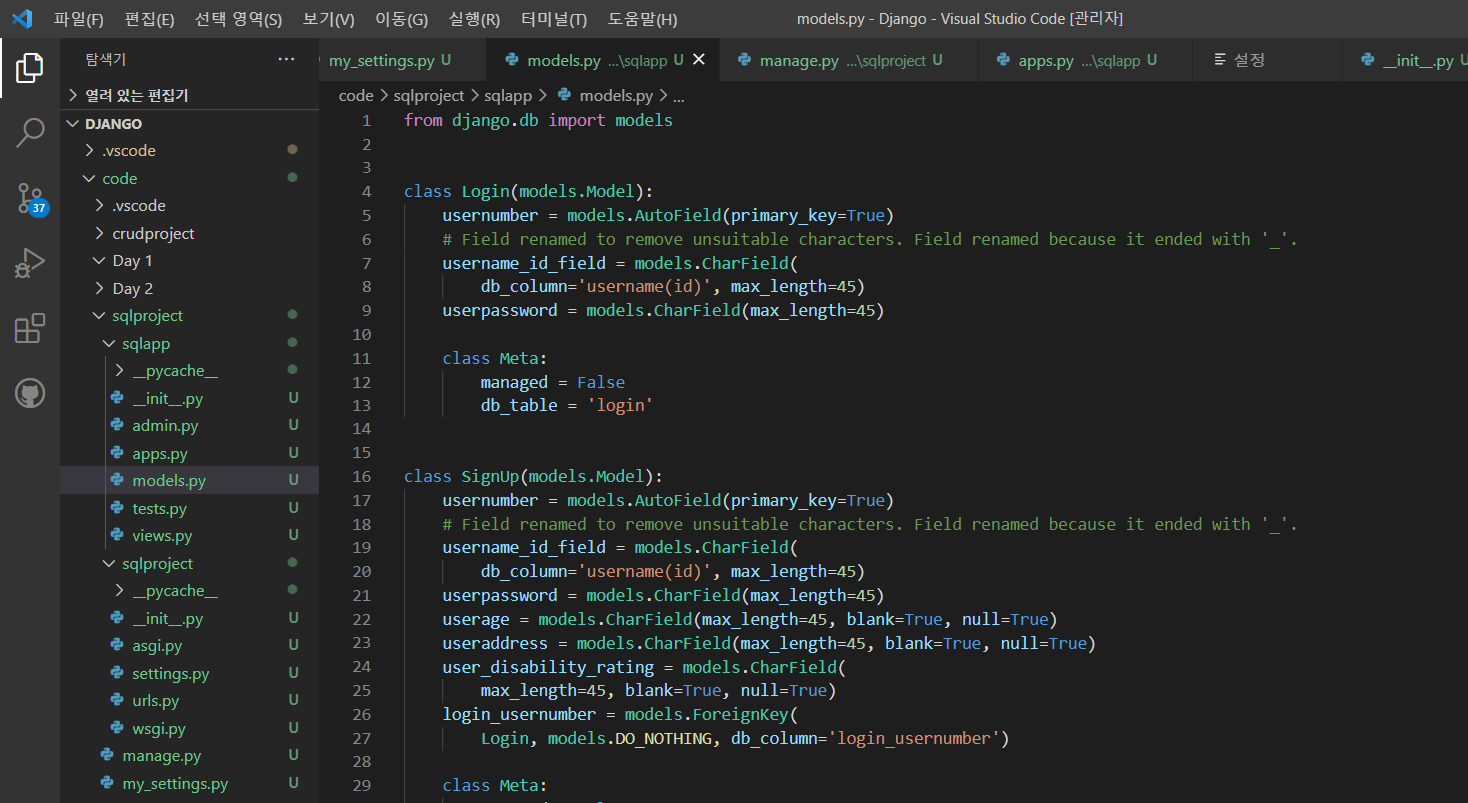 파일(F) 편집(E) 선택 영역(S) 보기(V) 이동(G) 실행(R) 터미널(T) 도움말(H) models.py - Django - Visual Studio Code [관리자]
탐색기 ...
my_settings.py U models.py ...\sqlapp U manage.py ...\sqlproject U apps.py ...\sqlapp U 설정 __init__.py U
열려 있는 편집기
DJANGO
.vscode
code
.vscode
crudproject
Day 1
Day 2
sqlproject
sqlapp
__pycache__
__init__.py U
admin.py U
apps.py U
models.py U
tests.py U
views.py U
sqlproject
__pycache__
__init__.py U
asgi.py U
settings.py U
urls.py U
wsgi.py U
manage.py U
my_settings.py U
37
code > sqlproject > sqlapp > models.py > ...
1 from django.db import models
2
3
4 class Login(models.Model):
5 usernumber = models.AutoField(primary_key=True)
6 # Field renamed to remove unsuitable characters. Field renamed because it ended with '_'.
7 username_id_field = models.CharField(
8 db_column='username(id)', max_length=45)
9 userpassword = models.CharField(max_length=45)
10
11 class Meta:
12 managed = False
13 db_table = 'login'
14
15
16 class SignUp(models.Model):
17 usernumber = models.AutoField(primary_key=True)
18 # Field renamed to remove unsuitable characters. Field renamed because it ended with '_'.
19 username_id_field = models.CharField(
20 db_column='username(id)', max_length=45)
21 userpassword = models.CharField(max_length=45)
22 userage = models.CharField(max_length=45, blank=True, null=True)
23 useraddress = models.CharField(max_length=45, blank=True, null=True)
24 user_disability_rating = models.CharField(
25 max_length=45, blank=True, null=True)
26 login_usernumber = models.ForeignKey(
27 Login, models.DO_NOTHING, db_column='login_usernumber')
28
29 class Meta: